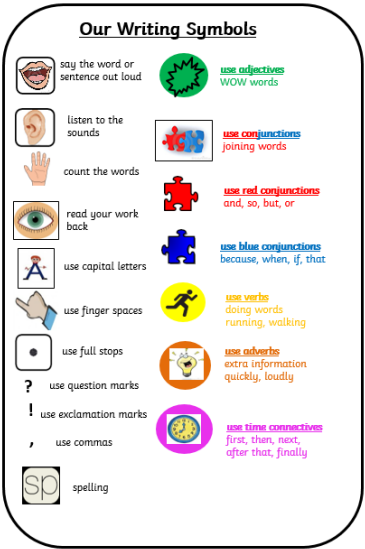 Our Writing Symbols
say the word or
sentence out loud
listen to the
sounds
count the words
read your work
back
A
use capital letters
use finger spaces
use full stops
?
use question marks
!
use exclamation marks
,
use commas
sp
spelling
use adjectives
WOW words
use conjunctions
joining words
use red conjunctions
and, so, but, or
use blue conjunctions
because, when, if, that
use verbs
doing words
running, walking
use adverbs
extra information
quickly, loudly
use time connectives
first, then, next,
after that, finally